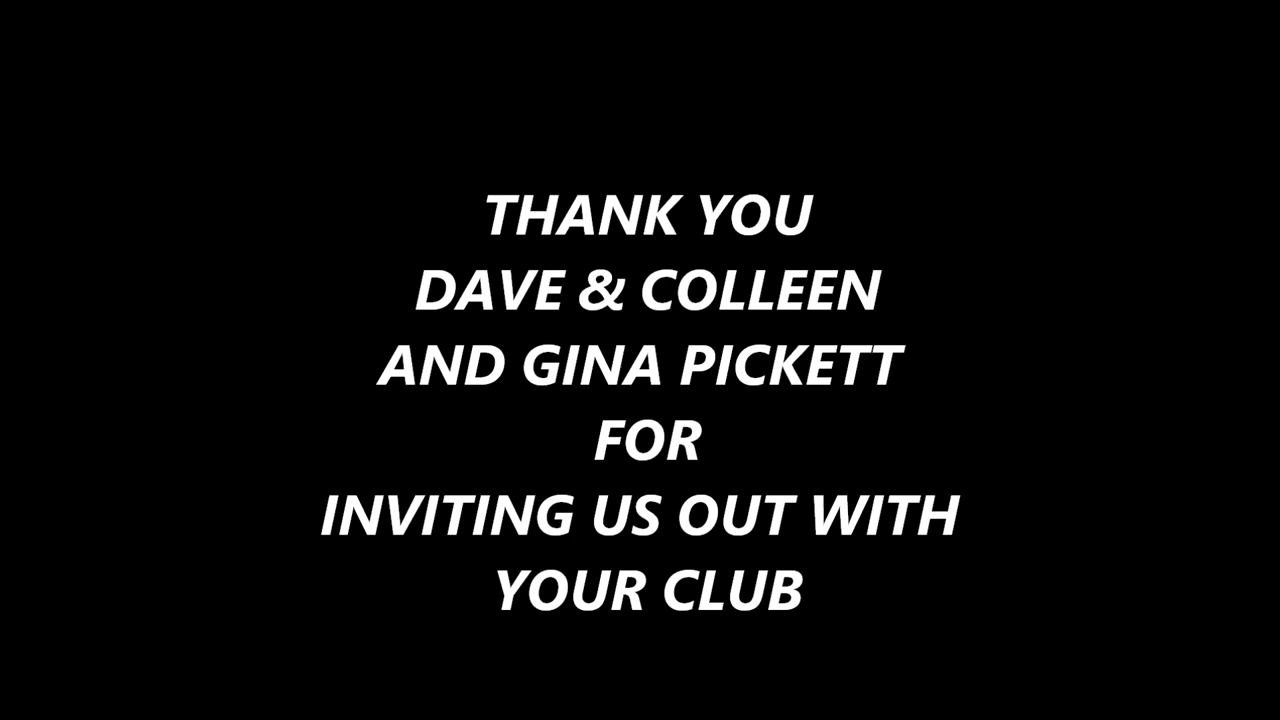 THANK YOU
DAVE & COLLEEN
AND GINA PICKETT
FOR
INVITING US OUT WITH
YOUR CLUB